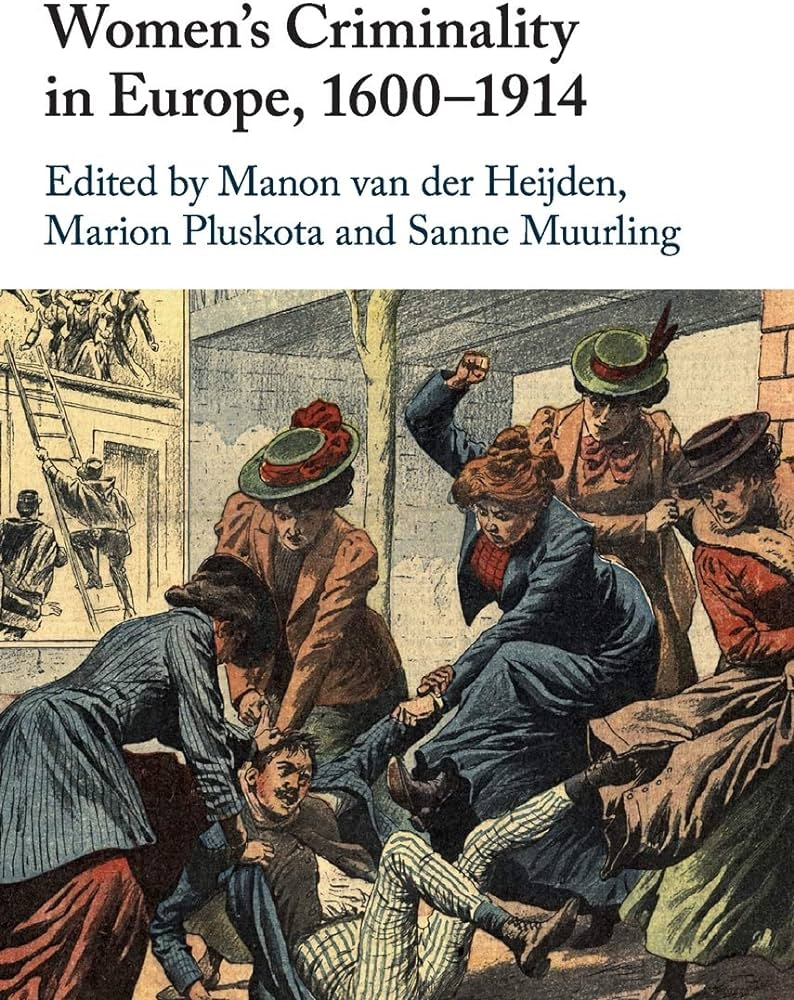 Women’s Criminality
in Europe, 1600–1914
Edited by Manon van der Heijden,
Marion Pluskota and Sanne Muurling